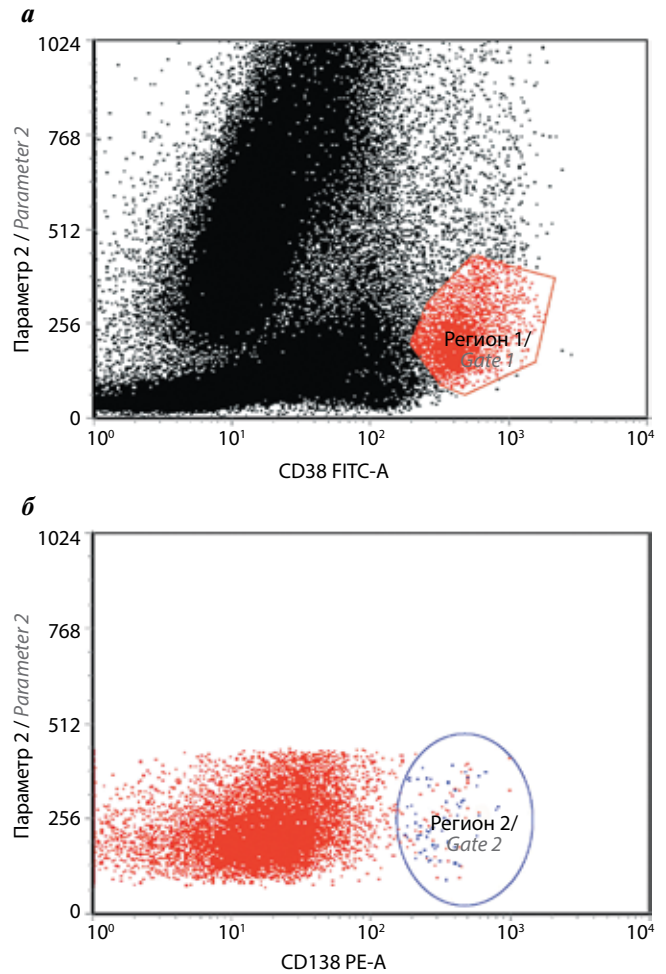 а
1024
768
512
256
0
Параметр 2 / Parameter 2
Регион 1/
Gate 1
10⁰
10¹
10²
10³
10⁴
CD38 FITC-A
б
1024
768
512
256
0
Параметр 2 / Parameter 2
Регион 2/
Gate 2
10⁰
10¹
10²
10³
10⁴
CD138 PE-A